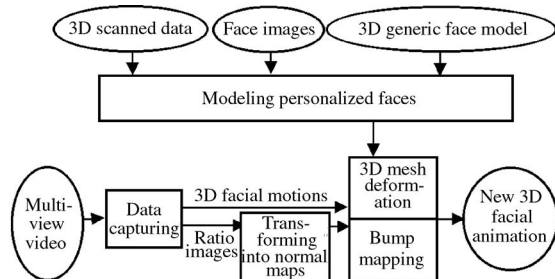 3D scanned data
Face images
3D generic face model
Modeling personalized faces
Multi-
view
video
Data
capturing
3D facial motions
Ratio
images
Trans-
forming
into normal
maps
3D mesh
deform-
ation
Bump
mapping
New 3D
facial
animation